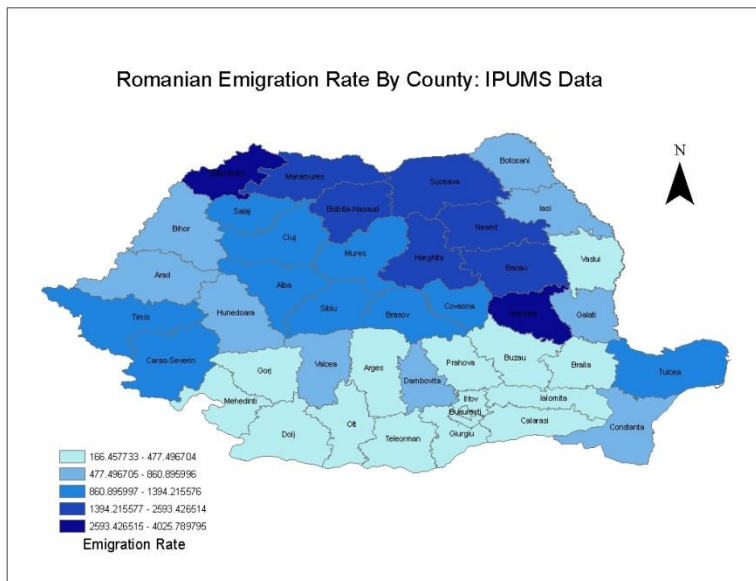 Romanian Emigration Rate By County: IPUMS Data
N
Botosani
Maramures
Suceava
Salaj
Bistrita-Nasaud
Iasi
Bihor
Cluj
Neamt
Mures
Harghita
Vaslui
Bacau
Arad
Alba
Timis
Hunedoara
Sibiu
Brasov
Covasna
Galati
Caras-Severin
Gorj
Valcea
Arges
Prahova
Buzau
Braila
Tulcea
Dambovita
Mehedinti
Ilfov
Ialomita
Bucuresti
Olt
Calarasi
Constanta
Dolj
Teleorman
Giurgiu
166.457733 - 477.496704
477.496705 - 860.895996
860.895997 - 1394.215576
1394.215577 - 2593.426514
2593.426515 - 4025.789795
Emigration Rate